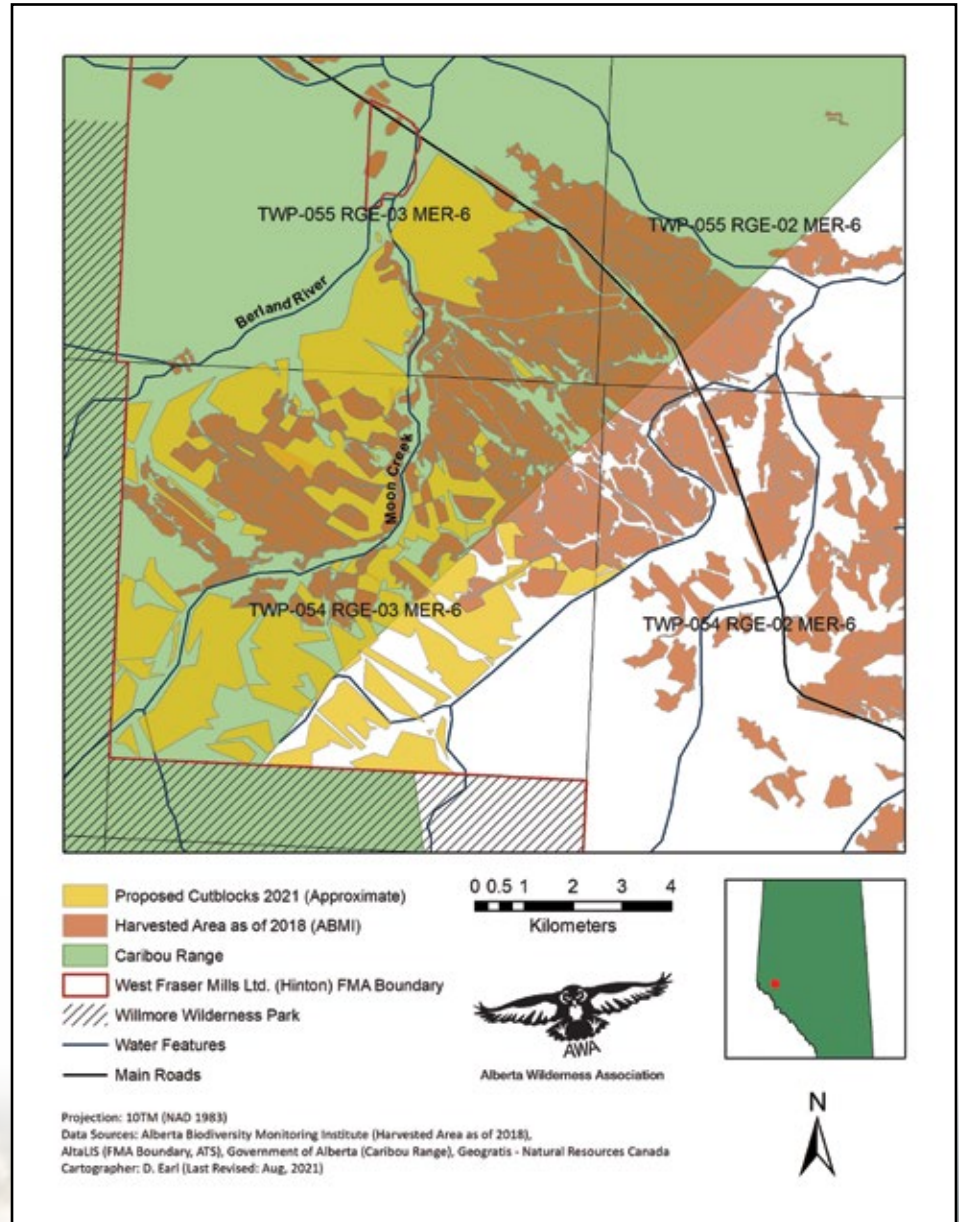 TWP-055 RGE-03 MER-6
TWP-055 RGE-02 MER-6
Berland River
Moon Creek
TWP-054 RGE-03 MER-6
TWP-054 RGE-02 MER-6
Proposed Cutblocks 2021 (Approximate)
Harvested Area as of 2018 (ABMI)
Caribou Range
West Fraser Mills Ltd. (Hinton) FMA Boundary
Willmore Wilderness Park
Water Features
Main Roads
0 0.5 1 2 3 4
Kilometers
AWA
Alberta Wilderness Association
N
Projection: 10TM (NAD 1983)
Data Sources: Alberta Biodiversity Monitoring Institute (Harvested Area as of 2018),
AltaLIS (FMA Boundary, ATS), Government of Alberta (Caribou Range), Geogratis - Natural Resources Canada
Cartographer: D. Earl (Last Revised: Aug, 2021)